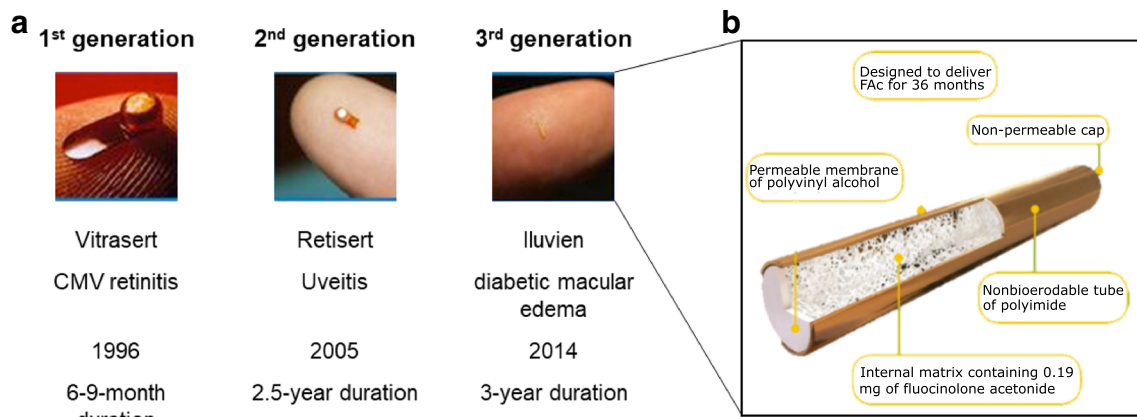 a
1st generation
2nd generation
3rd generation
Vitrasert
Retisert
Iluvien
CMV retinitis
Uveitis
diabetic macular
edema
1996
2005
2014
6-9-month
duration
2.5-year duration
3-year duration
b
Designed to deliver
FAc for 36 months
Non-permeable cap
Permeable membrane
of polyvinyl alcohol
Nonbioerodable tube
of polyimide
Internal matrix containing 0.19
mg of fluocinolone acetonide